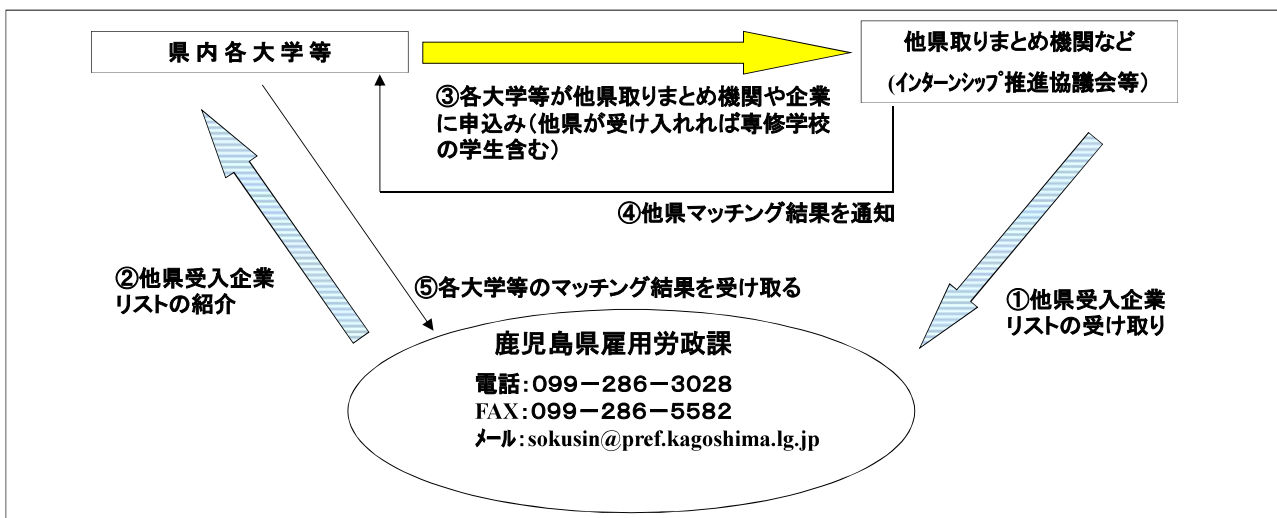 県内各大学等
他県取りまとめ機関など
(インターンシップ推進協議会等)
③各大学等が他県取りまとめ機関や企業
に申込み(他県が受け入れれば専修学校
の学生含む)
④他県マッチング結果を通知
②他県受入企業
リストの紹介
⑤各大学等のマッチング結果を受け取る
①他県受入企業
リストの受け取り
鹿児島県雇用労政課
電話:099-286-3028
FAX:099-286-5582
メール:sokusin@pref.kagoshima.lg.jp